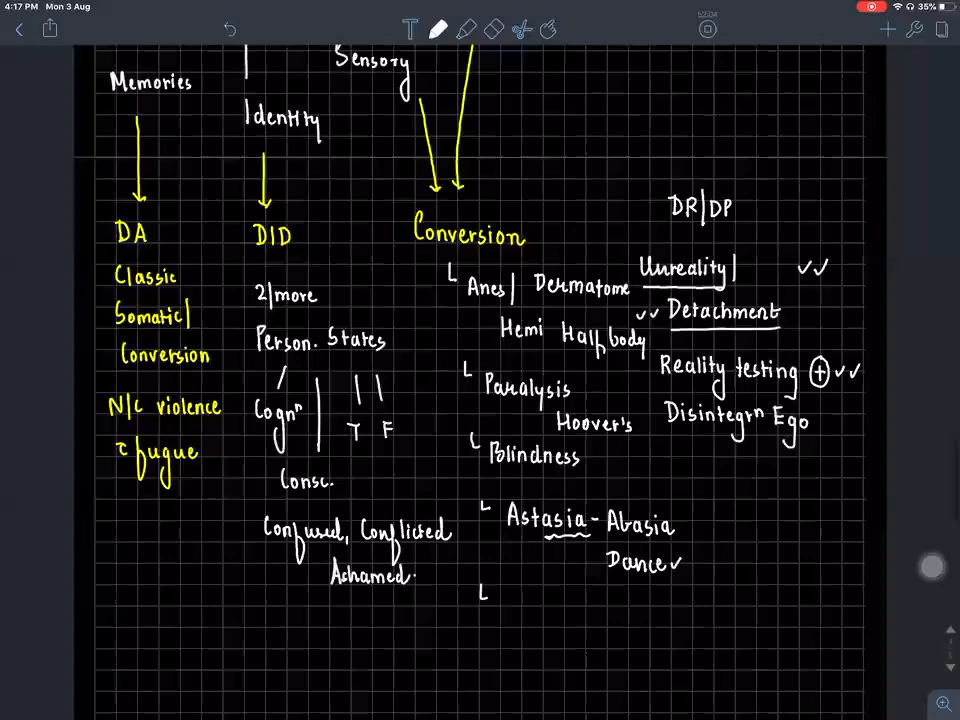 4:17 PM Mon 3 Aug
35%
Memories
Identity
Sensory
DA
Classic
Somatic|
Conversion
N/C violence
c̄ fugue
DID
2|more
Person. States
Cognⁿ
T F
Consc.
Confused, Conflicted
Ashamed.
Conversion
Anes| Dermatome
Hemi Half body
Paralysis
Hoover's
Blindness
Astasia - Abasia
Dance ✓
DR|DP
Unreality| ✓✓
✓✓ Detachment
Reality testing + ✓✓
Disintegrⁿ Ego